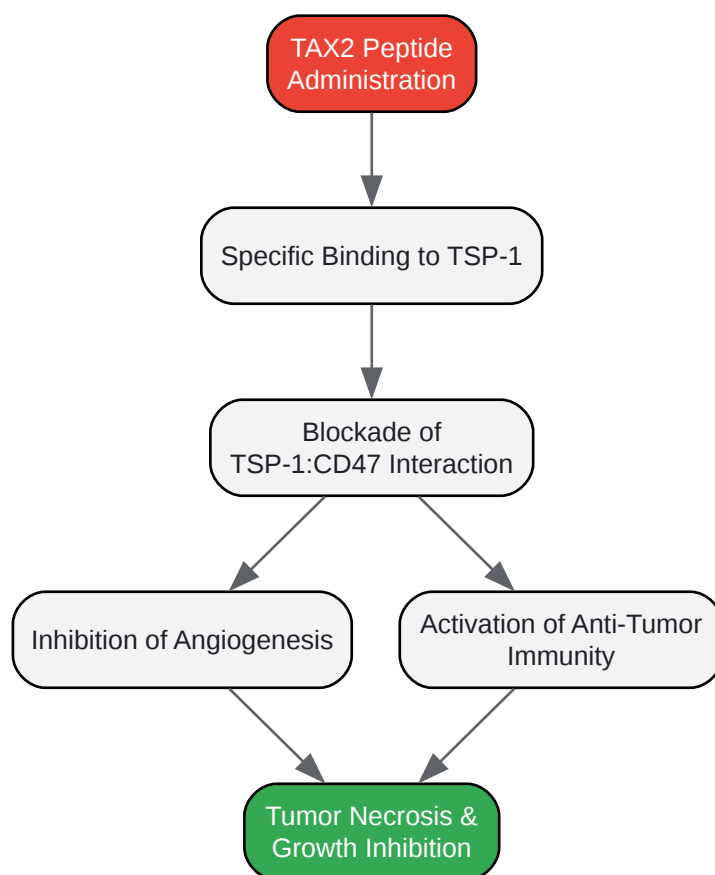 TAX2 Peptide
Administration
Specific Binding to TSP-1
Blockade of
TSP-1:CD47 Interaction
Inhibition of Angiogenesis
Activation of Anti-Tumor
Immunity
Tumor Necrosis &
Growth Inhibition